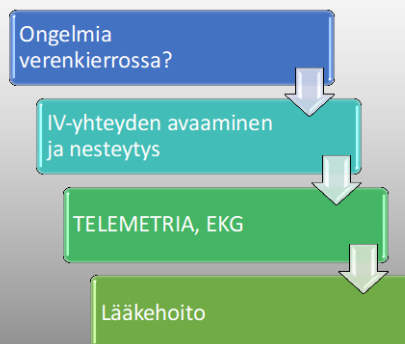 Ongelmia
verenkierrossa?
IV-yhteyden avaaminen
ja nesteytys
TELEMETRIA, EKG
Lääkehoito